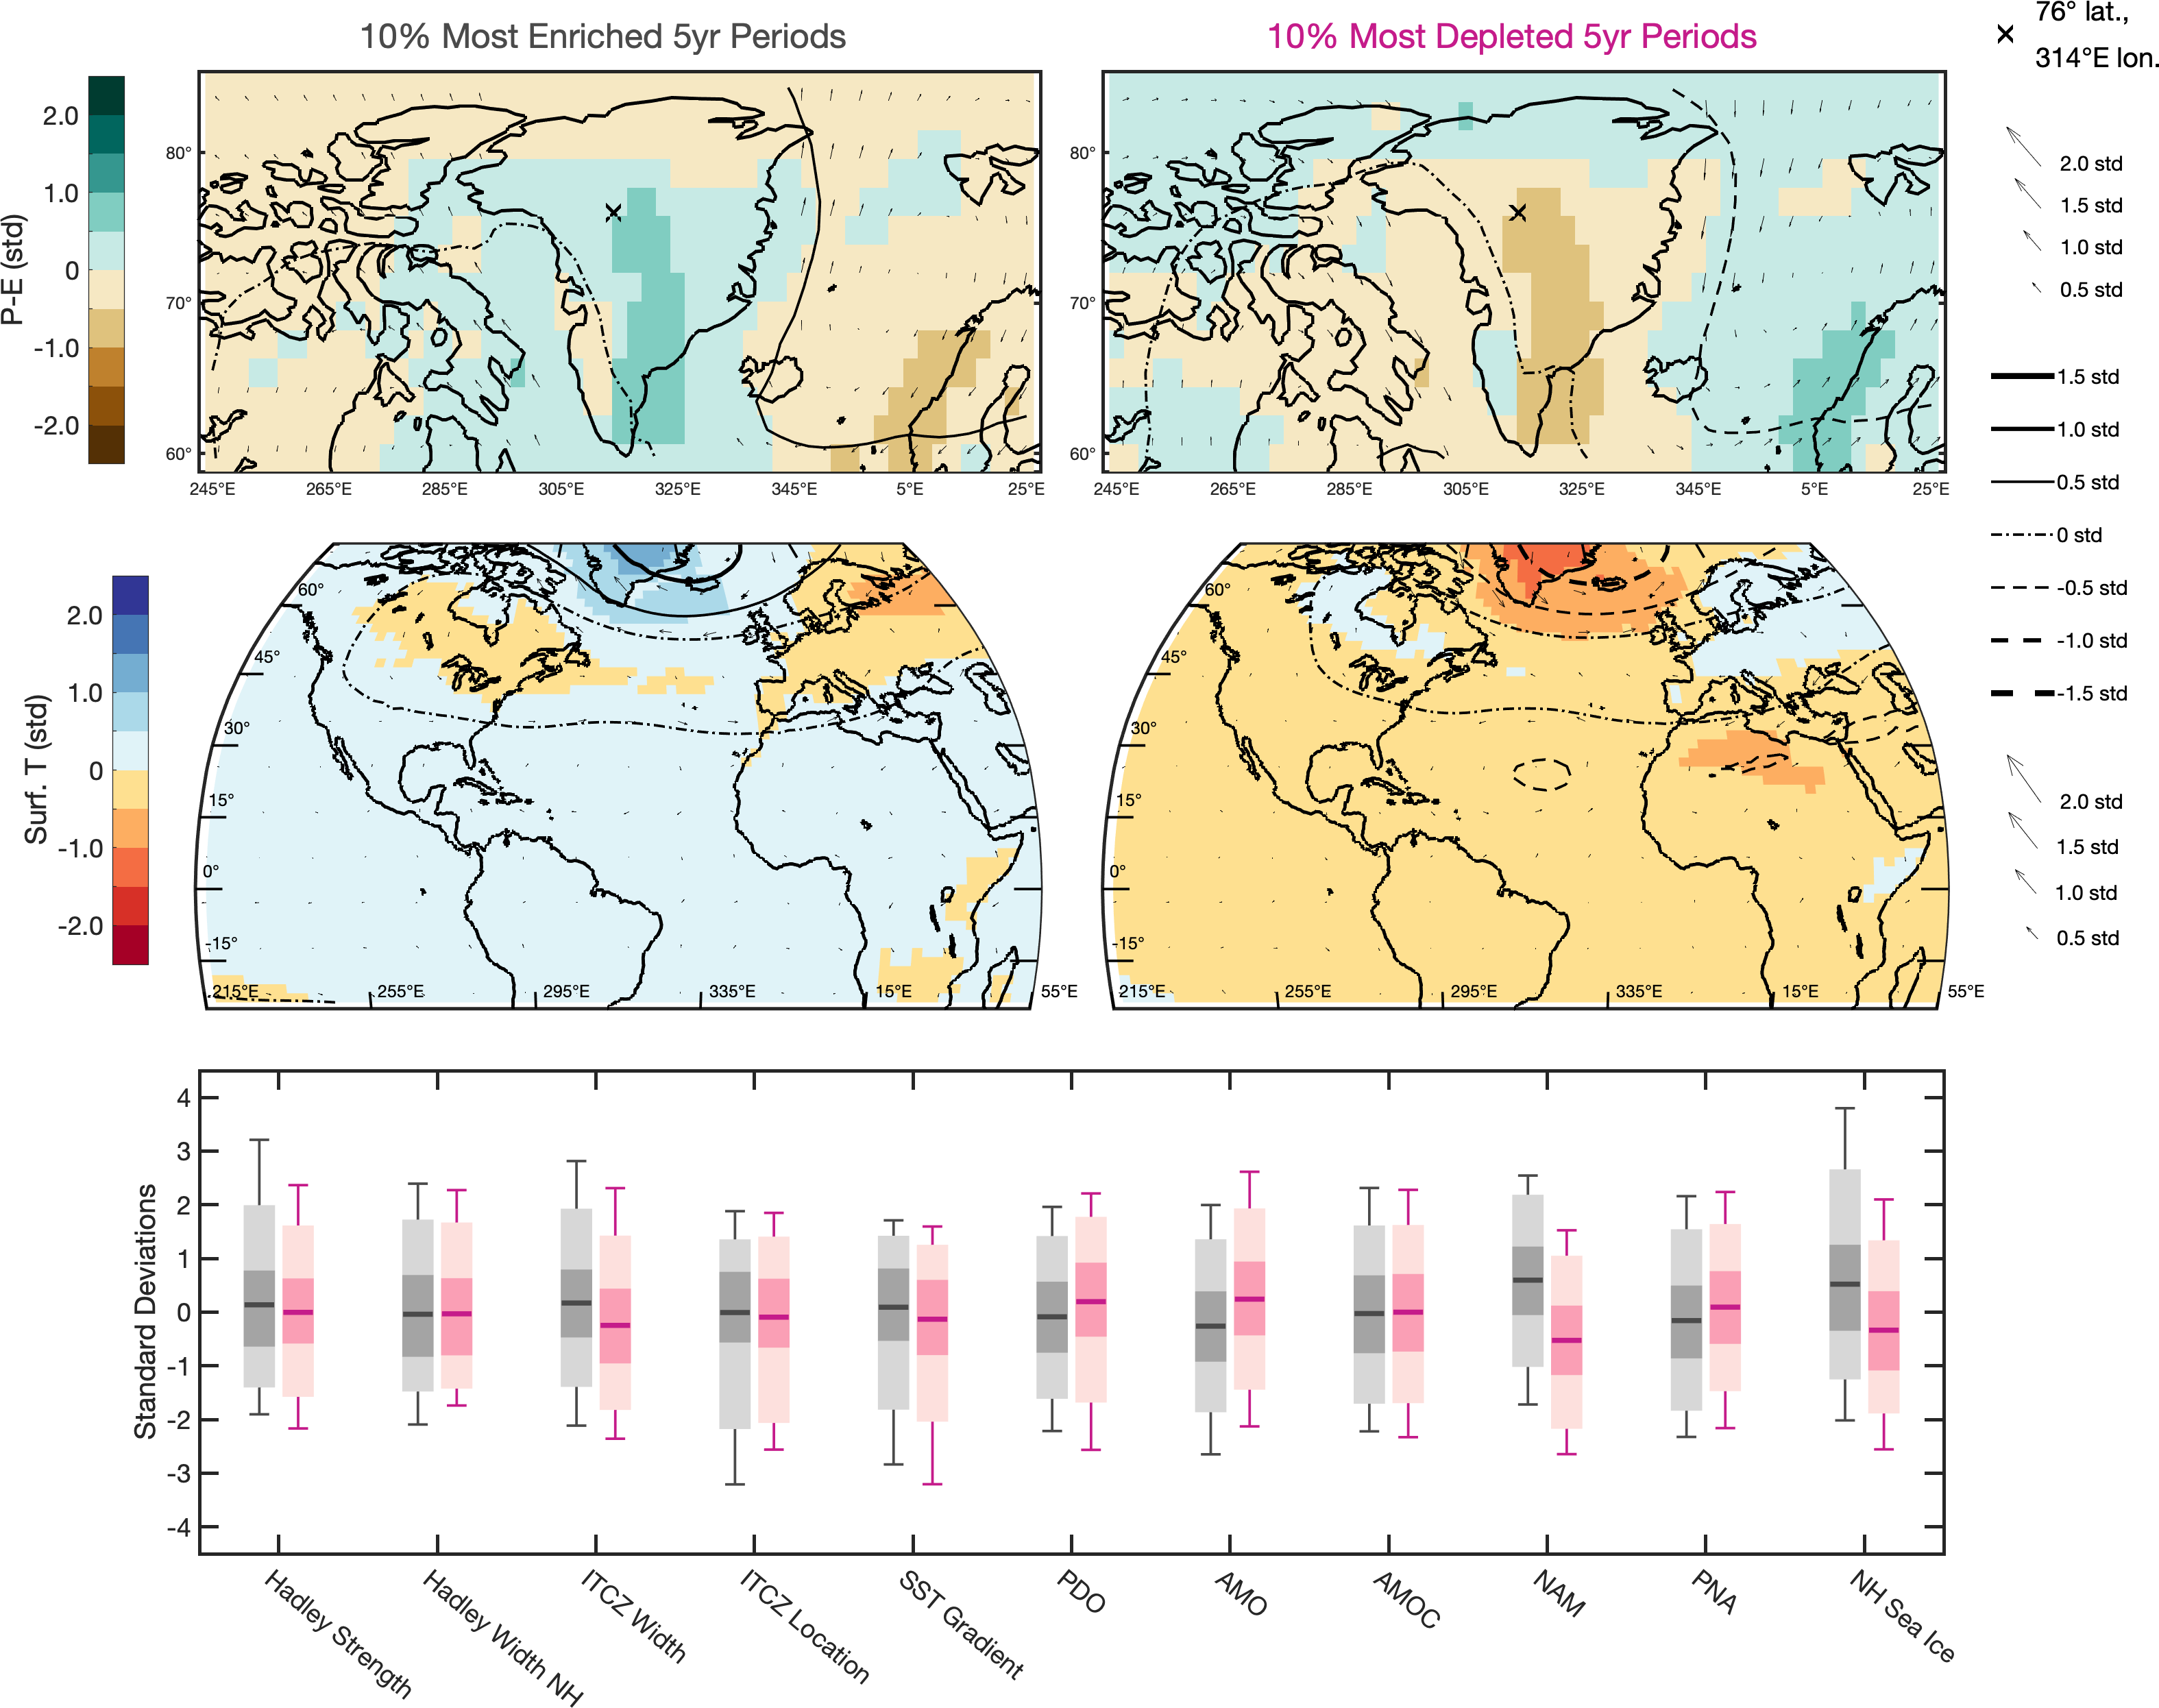 10% Most Enriched 5yr Periods
10% Most Depleted 5yr Periods
76° lat.,
314°E lon.
P-E (std)
2.0
1.0
0
-1.0
-2.0
80°
70°
60°
245°E 265°E 285°E 305°E 325°E 345°E 5°E 25°E
80°
70°
60°
245°E 265°E 285°E 305°E 325°E 345°E 5°E 25°E
2.0 std
1.5 std
1.0 std
0.5 std
1.5 std
1.0 std
0.5 std
0 std
-0.5 std
-1.0 std
-1.5 std
2.0 std
1.5 std
1.0 std
0.5 std
Surf. T (std)
2.0
1.0
0
-1.0
-2.0
60°
45°
30°
15°
0°
-15°
215°E 255°E 295°E 335°E 15°E 55°E
60°
45°
30°
15°
0°
-15°
215°E 255°E 295°E 335°E 15°E 55°E
Standard Deviations
4
3
2
1
0
-1
-2
-3
-4
Hadley Strength
Hadley Width NH
ITCZ Width
ITCZ Location
SST Gradient
PDO
AMO
AMOC
NAM
PNA
NH Sea Ice